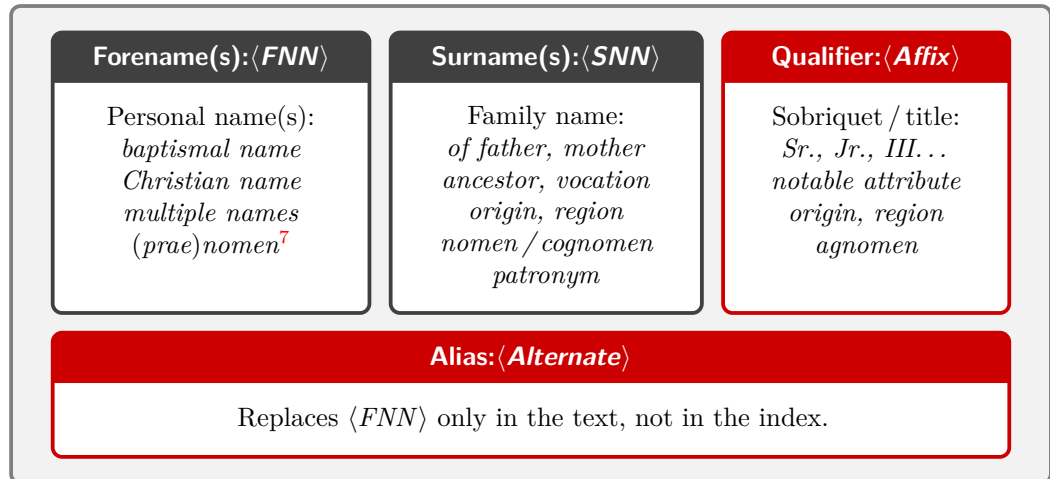 Forename(s):⟨FNN⟩
Personal name(s):
baptismal name
Christian name
multiple names
(prae)nomen7
Surname(s):⟨SNN⟩
Family name:
of father, mother
ancestor, vocation
origin, region
nomen / cognomen
patronym
Qualifier:⟨Affix⟩
Sobriquet / title:
Sr., Jr., III...
notable attribute
origin, region
agnomen
Alias:⟨Alternate⟩
Replaces ⟨FNN⟩ only in the text, not in the index.